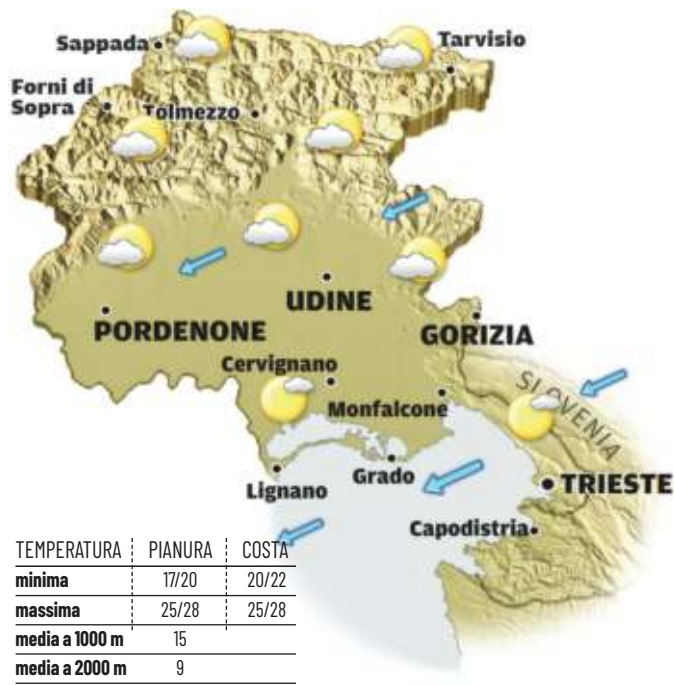 Sappada
Tarvisio
Forni di
Sopra
Tolmezzo
UDINE
PORDENONE
GORIZIA
Cervignano
SLOVENIA
Monfalcone
Grado
Lignano
TRIESTE
Capodistria
TEMPERATURA PIANURA COSTA
minima 17/20 20/22
massima 25/28 25/28
media a 1000 m 15
media a 2000 m 9